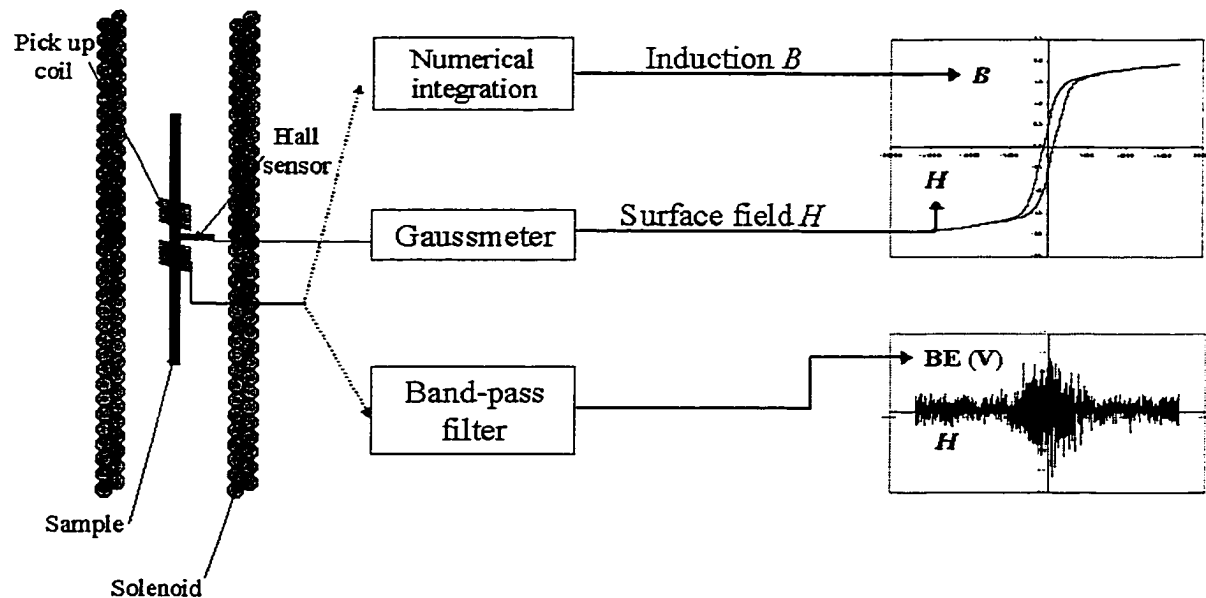 Pick up
coil
Numerical
integration
Induction B
B
Hall
sensor
H
Gaussmeter
Surface field H
Band-pass
filter
BE (V)
H
Sample
Solenoid